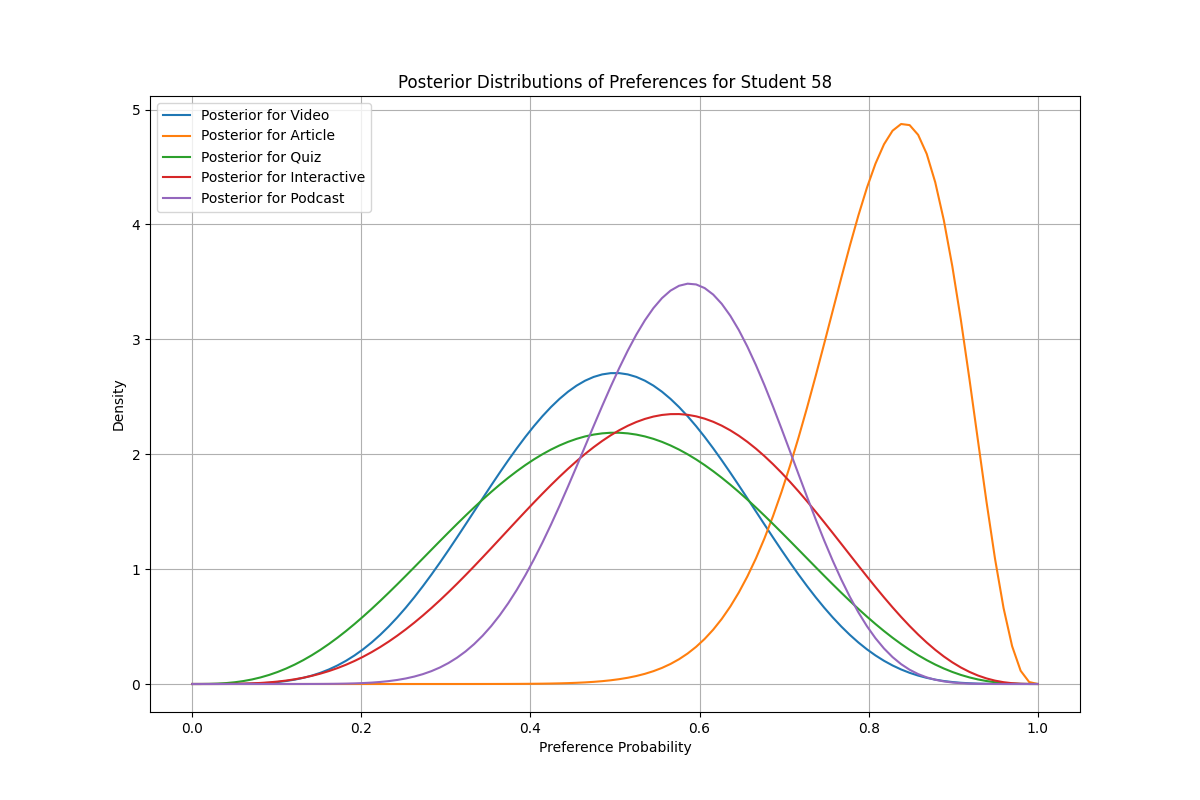 Posterior Distributions of Preferences for Student 58
Posterior for Video
Posterior for Article
Posterior for Quiz
Posterior for Interactive
Posterior for Podcast
5
4
3
2
1
0
Density
0.0 0.2 0.4 0.6 0.8 1.0
Preference Probability